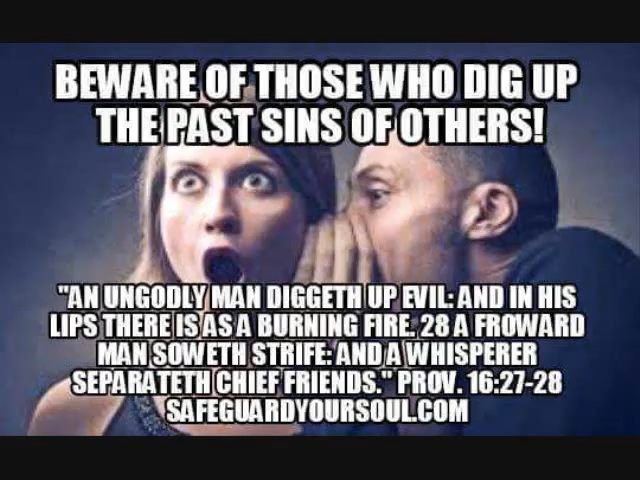 BEWARE OF THOSE WHO DIG UP
THE PAST SINS OF OTHERS!
"AN UNGODLY MAN DIGGETH UP EVIL: AND IN HIS
LIPS THERE IS AS A BURNING FIRE. 28 A FROWARD
MAN SOWETH STRIFE: AND A WHISPERER
SEPARATETH CHIEF FRIENDS." PROV. 16:27-28
SAFEGUARDYOURSOUL.COM